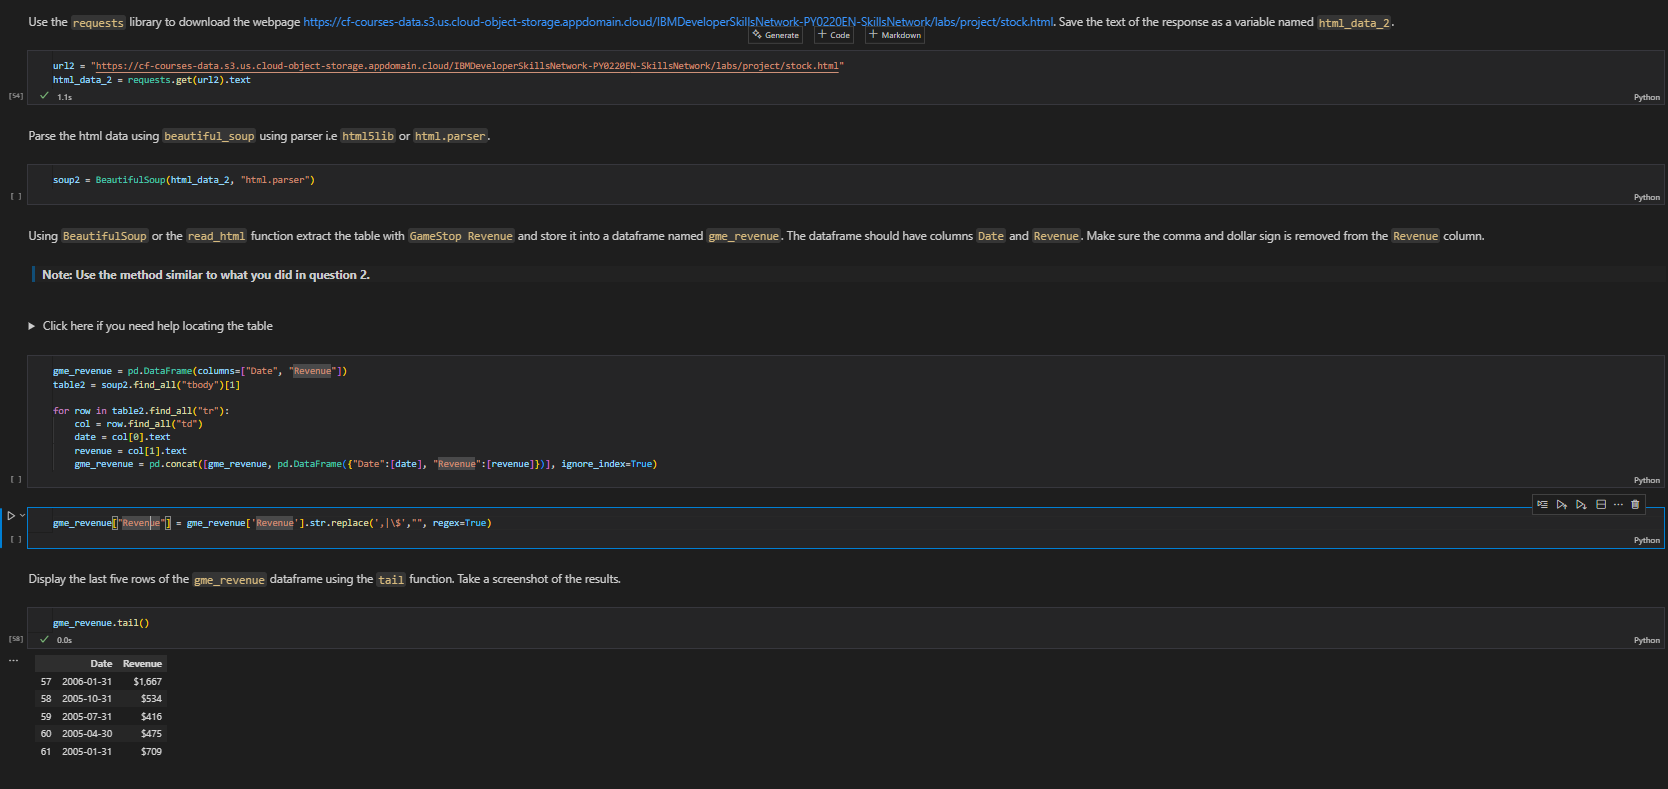 Use the requests library to download the webpage https://cf-courses-data.s3.us.cloud-object-storage.appdomain.cloud/IBMDeveloperSkillsNetwork-PY0220EN-SkillsNetwork/labs/project/stock.html. Save the text of the response as a variable named html_data_2.
Generate + Code + Markdown
url2 = "https://cf-courses-data.s3.us.cloud-object-storage.appdomain.cloud/IBMDeveloperSkillsNetwork-PY0220EN-SkillsNetwork/labs/project/stock.html"
html_data_2 = requests.get(url2).text
[54] ✓ 1.1s Python
Parse the html data using beautiful_soup using parser i.e html5lib or html.parser.
soup2 = BeautifulSoup(html_data_2, "html.parser")
[ ] Python
Using BeautifulSoup or the read_html function extract the table with GameStop Revenue and store it into a dataframe named gme_revenue. The dataframe should have columns Date and Revenue. Make sure the comma and dollar sign is removed from the Revenue column.
Note: Use the method similar to what you did in question 2.
▶ Click here if you need help locating the table
gme_revenue = pd.DataFrame(columns=["Date", "Revenue"])
table2 = soup2.find_all("tbody")[1]
for row in table2.find_all("tr"):
    col = row.find_all("td")
    date = col[0].text
    revenue = col[1].text
    gme_revenue = pd.concat([gme_revenue, pd.DataFrame({"Date":[date], "Revenue":[revenue]})], ignore_index=True)
[ ] Python
gme_revenue["Revenue"] = gme_revenue['Revenue'].str.replace(',|\$',"", regex=True)
[ ] Python
Display the last five rows of the gme_revenue dataframe using the tail function. Take a screenshot of the results.
gme_revenue.tail()
[58] ✓ 0.0s Python
... Date Revenue
57 2006-01-31 $1,667
58 2005-10-31 $534
59 2005-07-31 $416
60 2005-04-30 $475
61 2005-01-31 $709